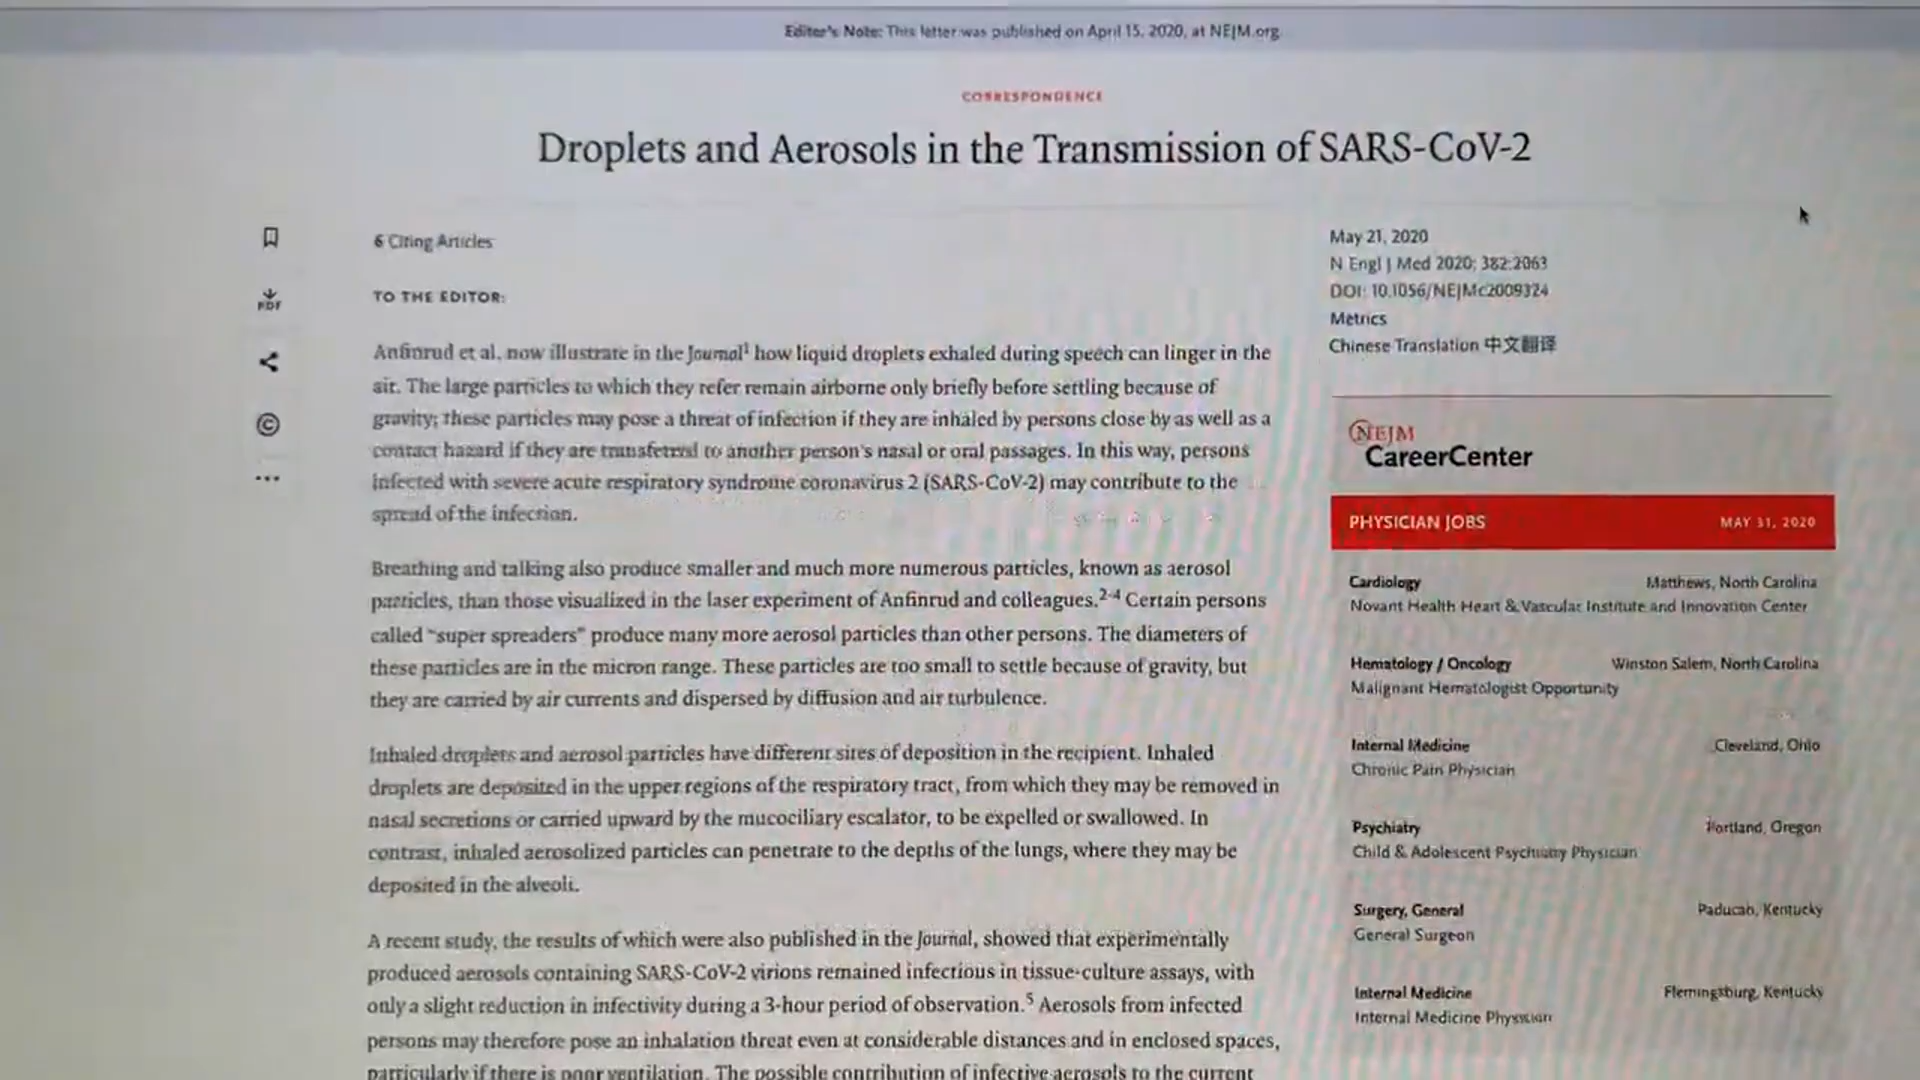 Editor's Note: This letter was published on April 15, 2020, at NEJM.org.
CORRESPONDENCE
Droplets and Aerosols in the Transmission of SARS-CoV-2
6 Citing Articles
TO THE EDITOR:
Anfinrud et al. now illustrate in the Journal1 how liquid droplets exhaled during speech can linger in the
air. The large particles to which they refer remain airborne only briefly before settling because of
gravity; these particles may pose a threat of infection if they are inhaled by persons close by as well as a
contact hazard if they are transferred to another person's nasal or oral passages. In this way, persons
infected with severe acute respiratory syndrome coronavirus 2 (SARS-CoV-2) may contribute to the
spread of the infection.
Breathing and talking also produce smaller and much more numerous particles, known as aerosol
particles, than those visualized in the laser experiment of Anfinrud and colleagues.2-4 Certain persons
called "super spreaders" produce many more aerosol particles than other persons. The diameters of
these particles are in the micron range. These particles are too small to settle because of gravity, but
they are carried by air currents and dispersed by diffusion and air turbulence.
Inhaled droplets and aerosol particles have different sites of deposition in the recipient. Inhaled
droplets are deposited in the upper regions of the respiratory tract, from which they may be removed in
nasal secretions or carried upward by the mucociliary escalator, to be expelled or swallowed. In
contrast, inhaled aerosolized particles can penetrate to the depths of the lungs, where they may be
deposited in the alveoli.
A recent study, the results of which were also published in the Journal, showed that experimentally
produced aerosols containing SARS-CoV-2 virions remained infectious in tissue-culture assays, with
only a slight reduction in infectivity during a 3-hour period of observation.5 Aerosols from infected
persons may therefore pose an inhalation threat even at considerable distances and in enclosed spaces,
particularly if there is poor ventilation. The possible contribution of infective aerosols to the current
May 21, 2020
N Engl J Med 2020; 382:2063
DOI: 10.1056/NEJMc2009324
Metrics
Chinese Translation 中文翻译
NEJM
CareerCenter
PHYSICIAN JOBS MAY 31, 2020
Cardiology Matthews, North Carolina
Novant Health Heart & Vascular Institute and Innovation Center
Hematology / Oncology Winston Salem, North Carolina
Malignant Hematologist Opportunity
Internal Medicine Cleveland, Ohio
Chronic Pain Physician
Psychiatry Portland, Oregon
Child & Adolescent Psychiatry Physician
Surgery, General Paducah, Kentucky
General Surgeon
Internal Medicine Flemingsburg, Kentucky
Internal Medicine Physician
PDF